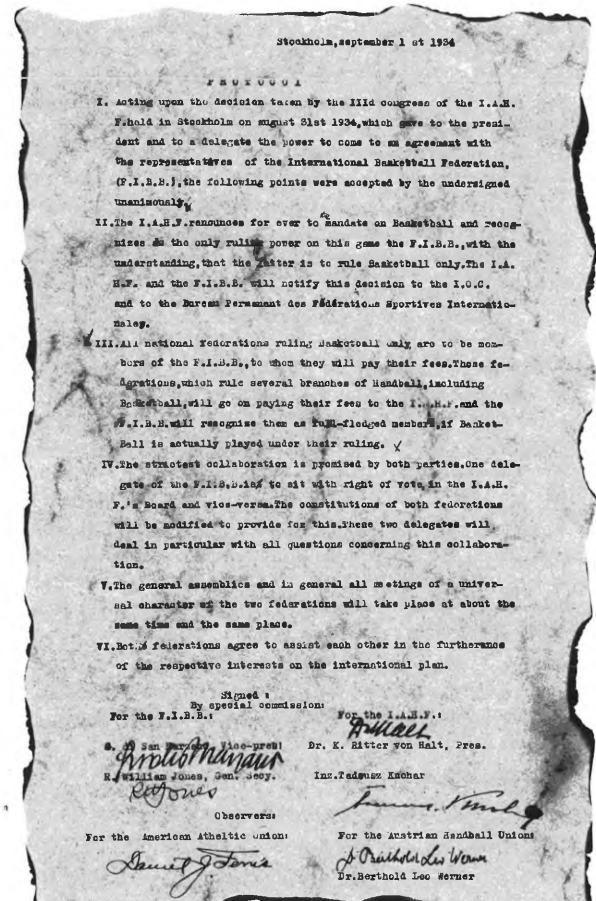 Stockholm,september 1 st 1934
PROTOCOL
I. Acting upon the decision taken by the IIId congress of the I.A.H.
F.held in Stockholm on august 31st 1934,which gave to the presi-
dent and to a delegate the power to come to an agreement with
the representatives of the International Basketball Federation,
(F.I.B.B.),the following points were accepted by the undersigned
unanimously.
II.The I.A.H.F.renounces for ever to mandate on Basketball and recog-
nizes as the only ruling power on this game the F.I.B.B.,with the
understanding,that the latter is to rule Basketball only.The I.A.
H.F. and the F.I.B.B. will notify this decision to the I.O.C.
and to the Bureau Permanent des Fédérations Sportives Internatio-
nales.
III.All national federations ruling Basketball only are to be mem-
bers of the F.I.B.B.,to whom they will pay their fees.Those fe-
derations,which rule several branches of Handball,including
Basketball,will go on paying their fees to the I.A.H.F.and the
F.I.B.B.will recognise them as full-fledged members,if Basket-
Ball is actually played under their ruling.
IV.The strictest collaboration is promised by both parties.One dele-
gate of the F.I.B.B.is to sit with right of vote,in the I.A.H.
F.'s Board and vice-versa.The constitutions of both federations
will be modified to provide for this.These two delegates will
deal in particular with all questions concerning this collabora-
tion.
V.The general assemblies and in general all meetings of a univer-
sal character of the two federations will take place at about the
same time and the same place.
VI.Both federations agree to assist each other in the furtherance
of the respective interests on the international plan.
Signed :
By special commission:
For the F.I.B.B.: For the I.A.H.F.:
San Marzano, Vice-pres: Dr. K. Ritter von Halt, Pres.
R. William Jones, Gen. Secy. Inz.Tadeusz Kuchar
RWJones
Observers:
For the American Atheltic Union: For the Austrian Handball Union:
Daniel J Ferris Dr Berthold Leo Werner
Dr.Berthold Leo Werner